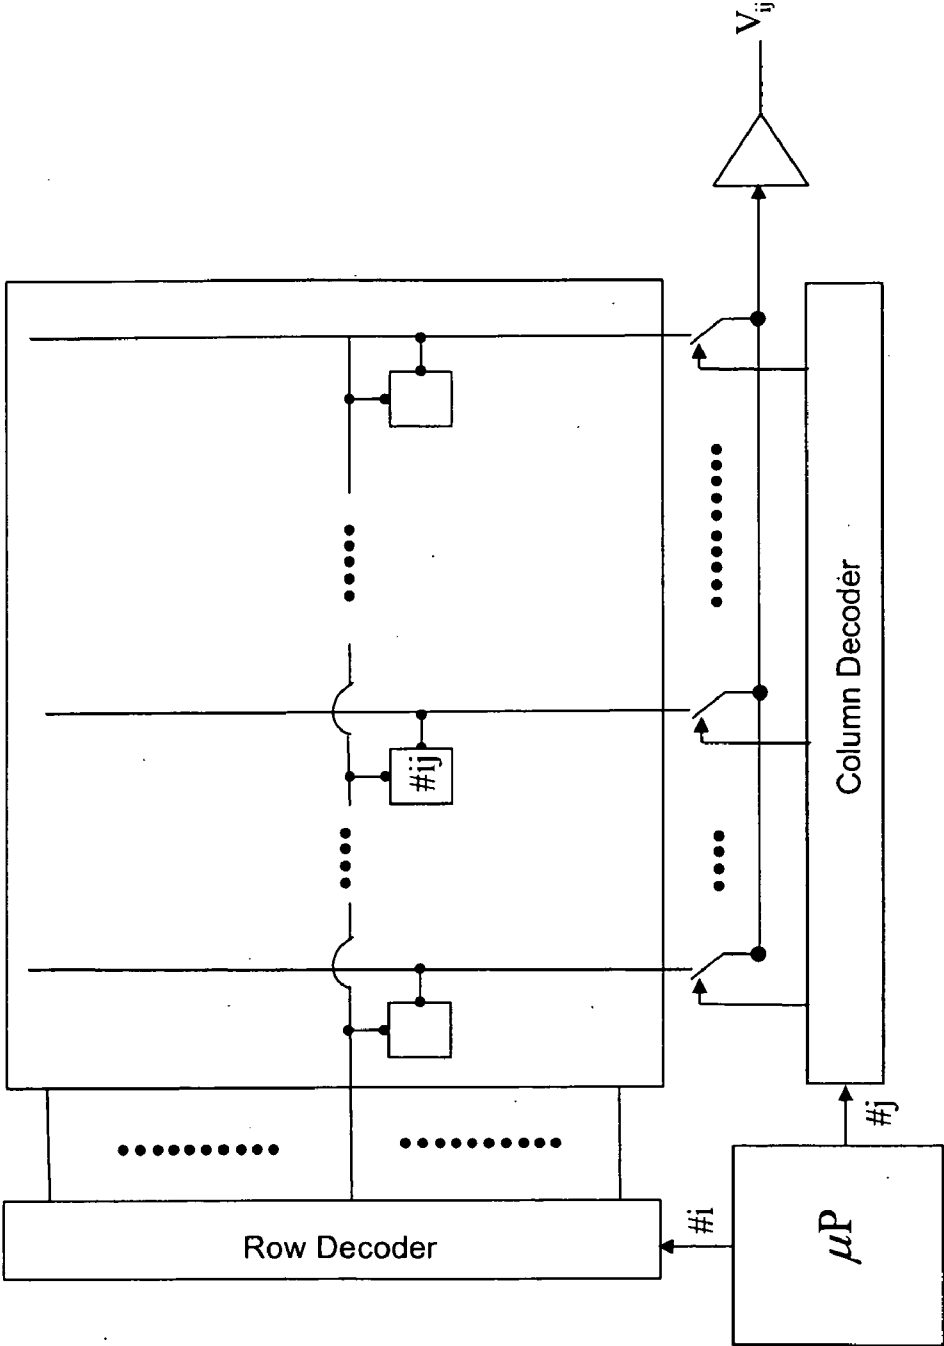 V_ij
#ij
Column Decoder
#j
Row Decoder
#i
μP